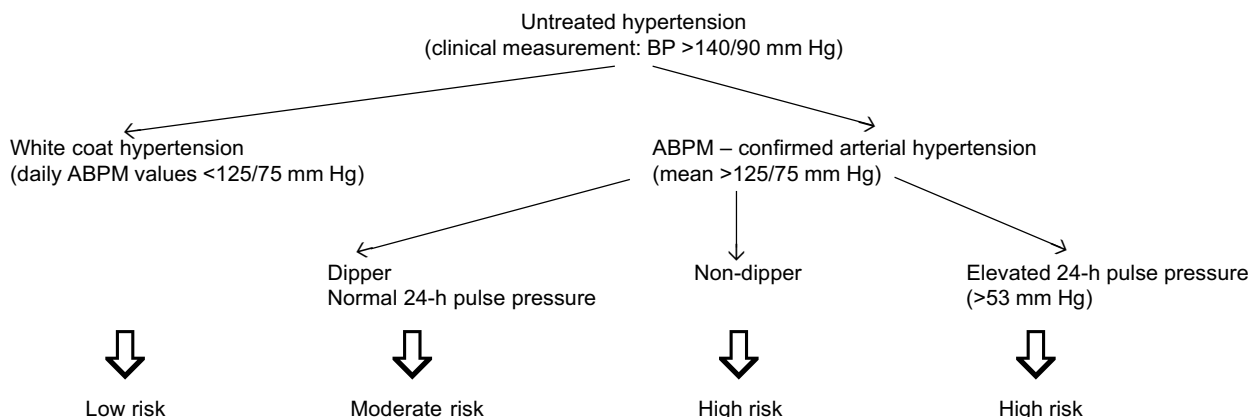 Untreated hypertension
(clinical measurement: BP >140/90 mm Hg)
White coat hypertension
(daily ABPM values <125/75 mm Hg)
ABPM – confirmed arterial hypertension
(mean >125/75 mm Hg)
Dipper
Normal 24-h pulse pressure
Non-dipper
Elevated 24-h pulse pressure
(>53 mm Hg)
Low risk
Moderate risk
High risk
High risk